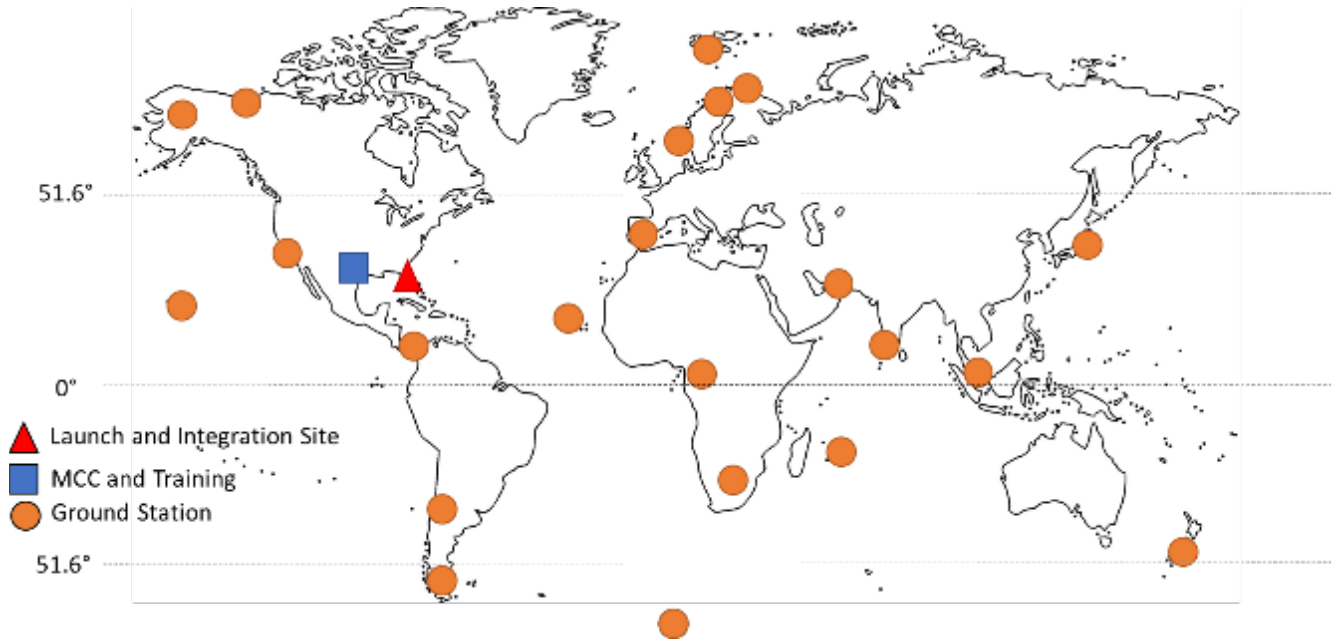 51.6°
0°
Launch and Integration Site
MCC and Training
Ground Station
51.6°